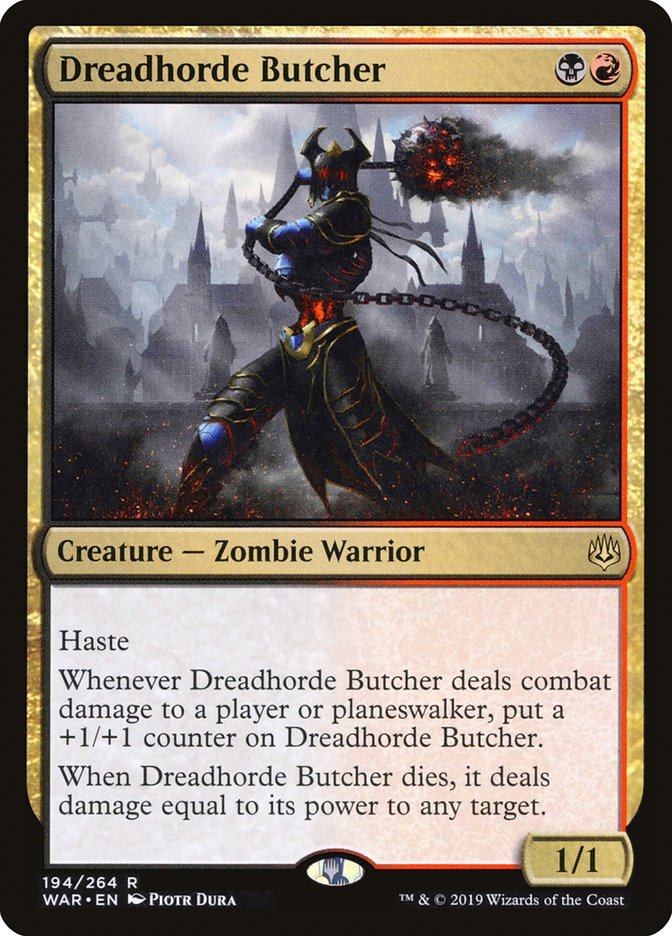 Dreadhorde Butcher
Creature — Zombie Warrior
Haste
Whenever Dreadhorde Butcher deals combat
damage to a player or planeswalker, put a
+1/+1 counter on Dreadhorde Butcher.
When Dreadhorde Butcher dies, it deals
damage equal to its power to any target.
1/1
194/264 R
WAR • EN Piotr Dura
™ & © 2019 Wizards of the Coast